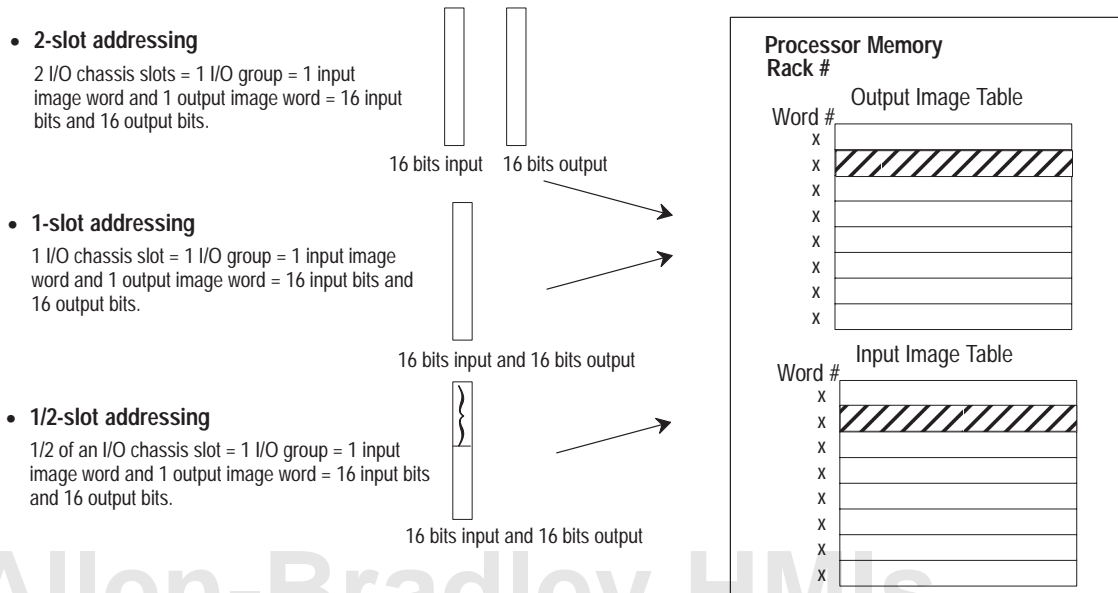 • 2-slot addressing
2 I/O chassis slots = 1 I/O group = 1 input
image word and 1 output image word = 16 input
bits and 16 output bits.
16 bits input 16 bits output
• 1-slot addressing
1 I/O chassis slot = 1 I/O group = 1 input image
word and 1 output image word = 16 input bits and
16 output bits.
16 bits input and 16 bits output
• 1/2-slot addressing
1/2 of an I/O chassis slot = 1 I/O group = 1 input
image word and 1 output image word = 16 input bits
and 16 output bits.
16 bits input and 16 bits output
Processor Memory
Rack #
Output Image Table
Word #
x
x
x
x
x
x
x
x
Input Image Table
Word #
x
x
x
x
x
x
x
x
Allen-Bradley HMIs